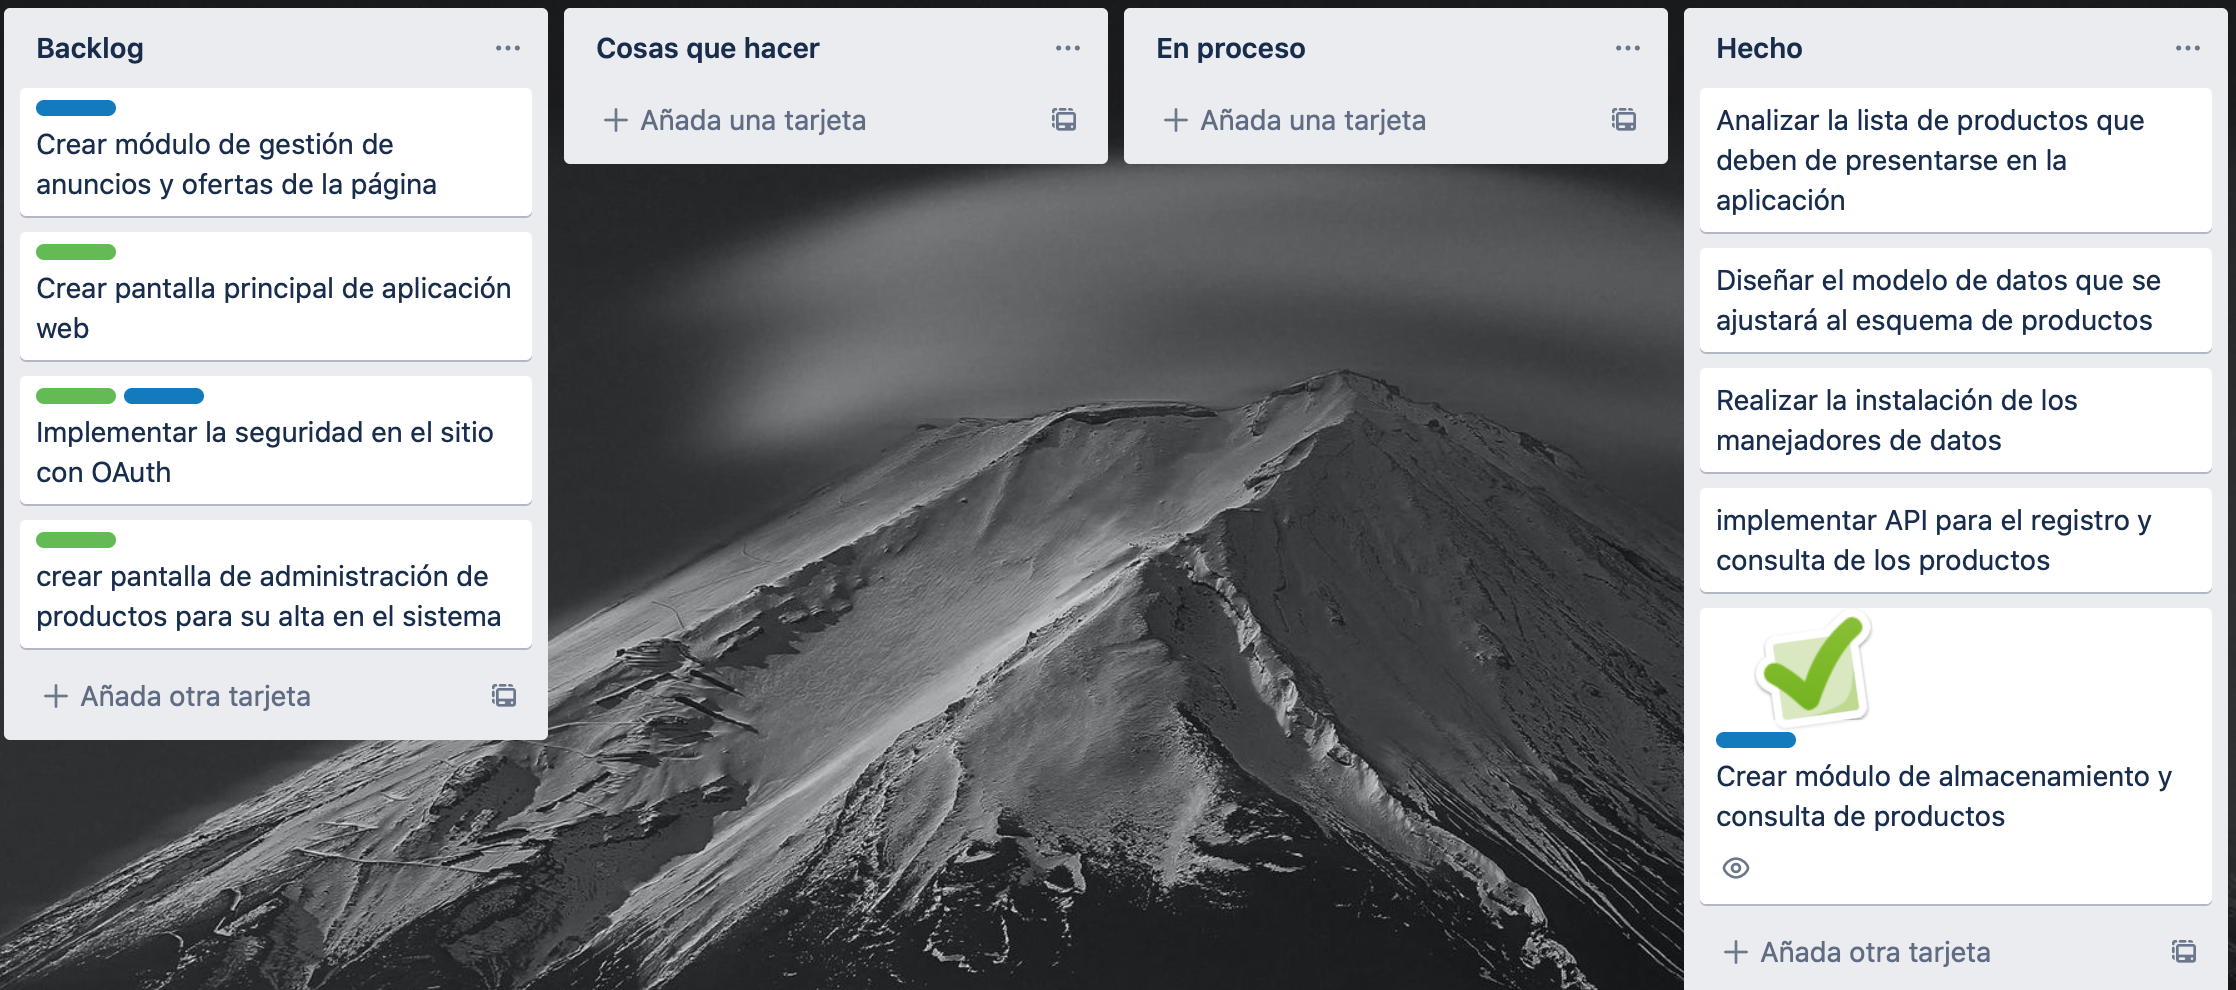 Backlog
Crear módulo de gestión de
anuncios y ofertas de la página
Crear pantalla principal de aplicación
web
Implementar la seguridad en el sitio
con OAuth
crear pantalla de administración de
productos para su alta en el sistema
+ Añada otra tarjeta
Cosas que hacer
+ Añada una tarjeta
En proceso
+ Añada una tarjeta
Hecho
Analizar la lista de productos que
deben de presentarse en la
aplicación
Diseñar el modelo de datos que se
ajustará al esquema de productos
Realizar la instalación de los
manejadores de datos
implementar API para el registro y
consulta de los productos
Crear módulo de almacenamiento y
consulta de productos
+ Añada otra tarjeta